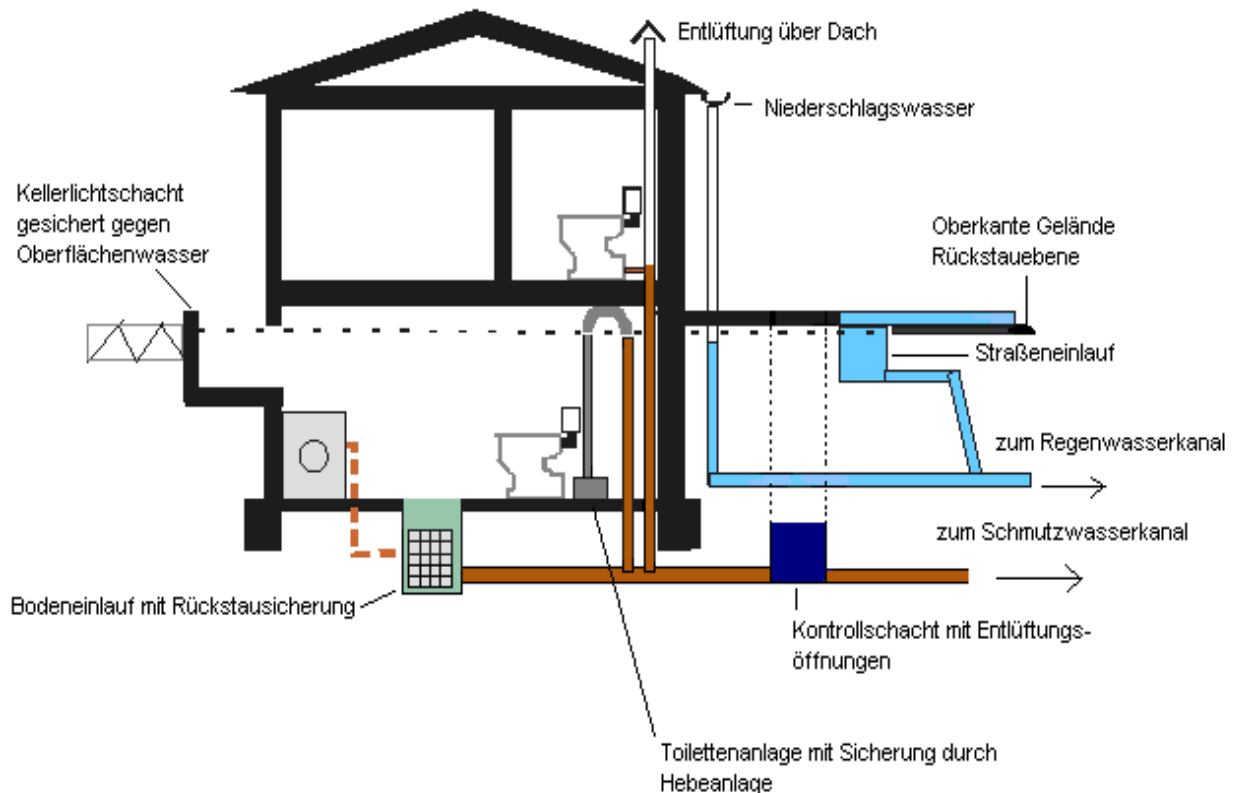 Entlüftung über Dach
Niederschlagswasser
Kellerlichtschacht
gesichert gegen
Oberflächenwasser
Oberkante Gelände
Rückstauebene
Straßeneinlauf
zum Regenwasserkanal
zum Schmutzwasserkanal
Bodeneinlauf mit Rückstausicherung
Kontrollschacht mit Entlüftungs-
öffnungen
Toilettenanlage mit Sicherung durch
Hebeanlage